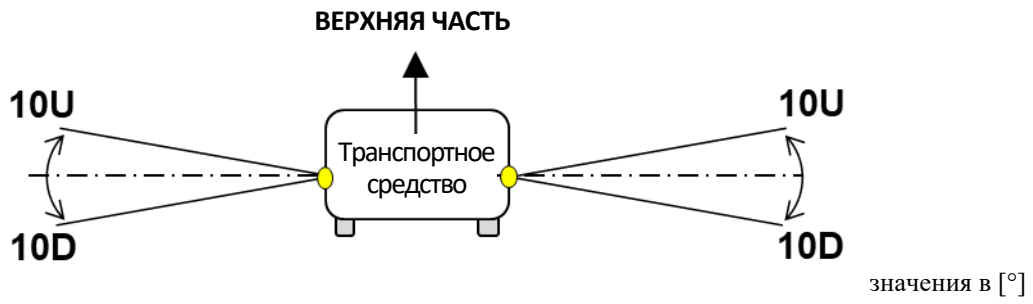 ВЕРХНЯЯ ЧАСТЬ
10U
10U
Транспортное
средство
10D
10D
значения в [°]